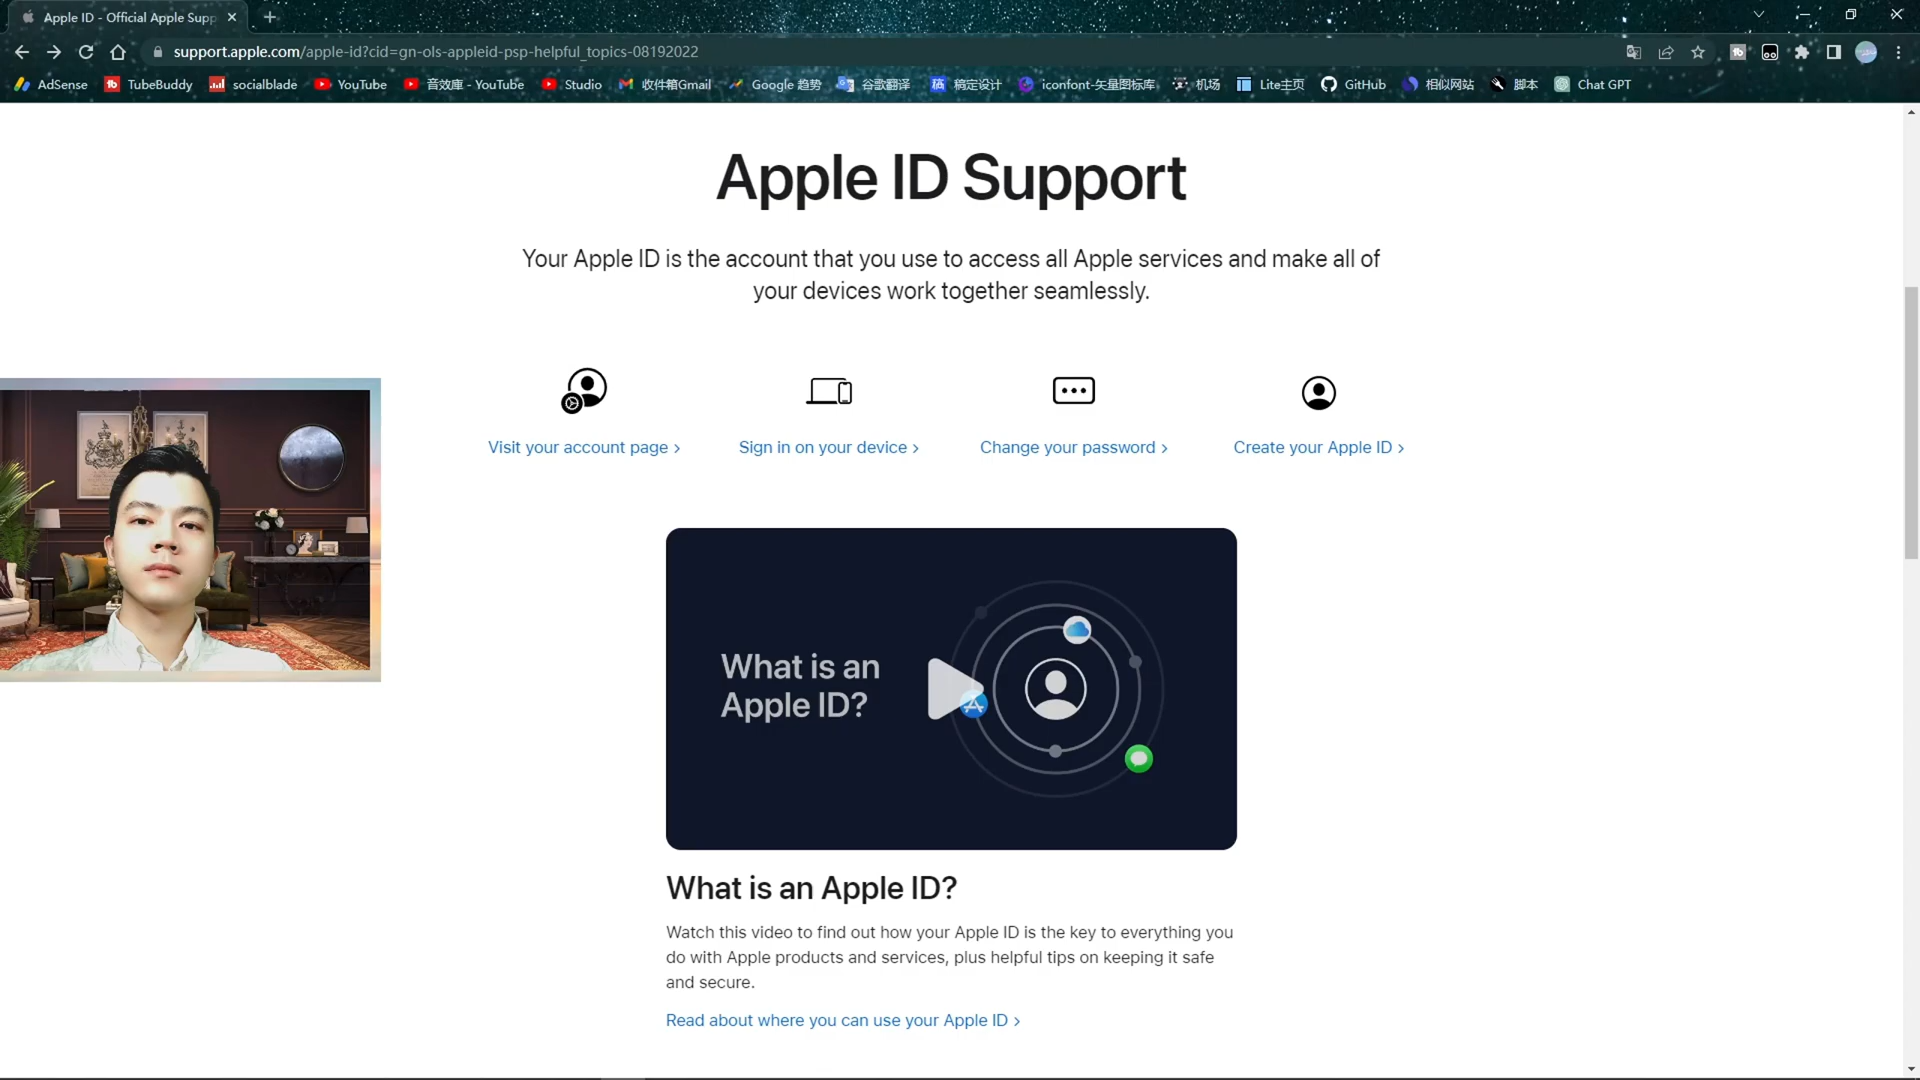 Apple ID - Official Apple Supp
support.apple.com/apple-id?cid=gn-ols-appleid-psp-helpful_topics-08192022
AdSense
TubeBuddy
socialblade
YouTube
音效庫 - YouTube
Studio
收件箱Gmail
Google 趋势
谷歌翻译
稿 稿定设计
iconfont-矢量图标库
机场
Lite主页
GitHub
相似网站
脚本
Chat GPT
Apple ID Support
Your Apple ID is the account that you use to access all Apple services and make all of
your devices work together seamlessly.
Visit your account page >
Sign in on your device >
Change your password >
Create your Apple ID >
What is an
Apple ID?
What is an Apple ID?
Watch this video to find out how your Apple ID is the key to everything you
do with Apple products and services, plus helpful tips on keeping it safe
and secure.
Read about where you can use your Apple ID >